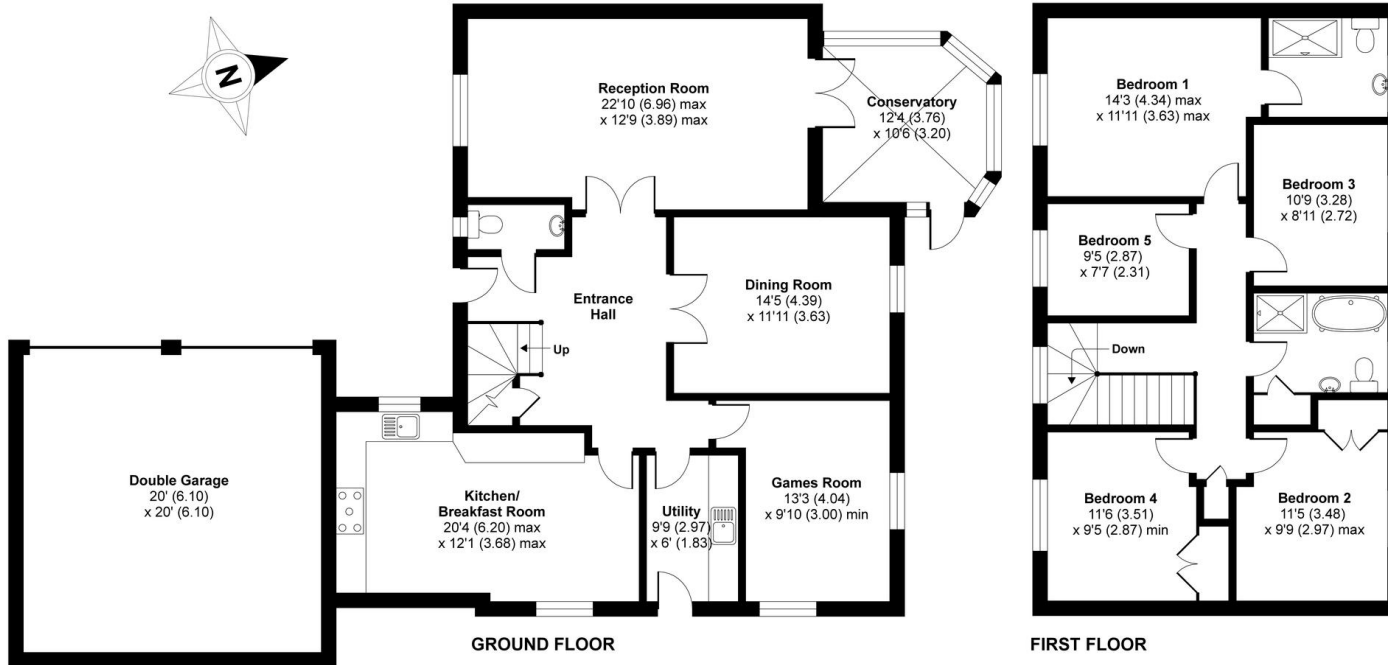 N
Reception Room
22'10 (6.96) max
x 12'9 (3.89) max
Conservatory
12'4 (3.76)
x 10'6 (3.20)
Entrance
Hall
Dining Room
14'5 (4.39)
x 11'11 (3.63)
Up
Double Garage
20' (6.10)
x 20' (6.10)
Kitchen/
Breakfast Room
20'4 (6.20) max
x 12'1 (3.68) max
Utility
9'9 (2.97)
x 6' (1.83)
Games Room
13'3 (4.04)
x 9'10 (3.00) min
GROUND FLOOR
Bedroom 1
14'3 (4.34) max
x 11'11 (3.63) max
Bedroom 3
10'9 (3.28)
x 8'11 (2.72)
Bedroom 5
9'5 (2.87)
x 7'7 (2.31)
Down
Bedroom 4
11'6 (3.51)
x 9'5 (2.87) min
Bedroom 2
11'5 (3.48)
x 9'9 (2.97) max
FIRST FLOOR